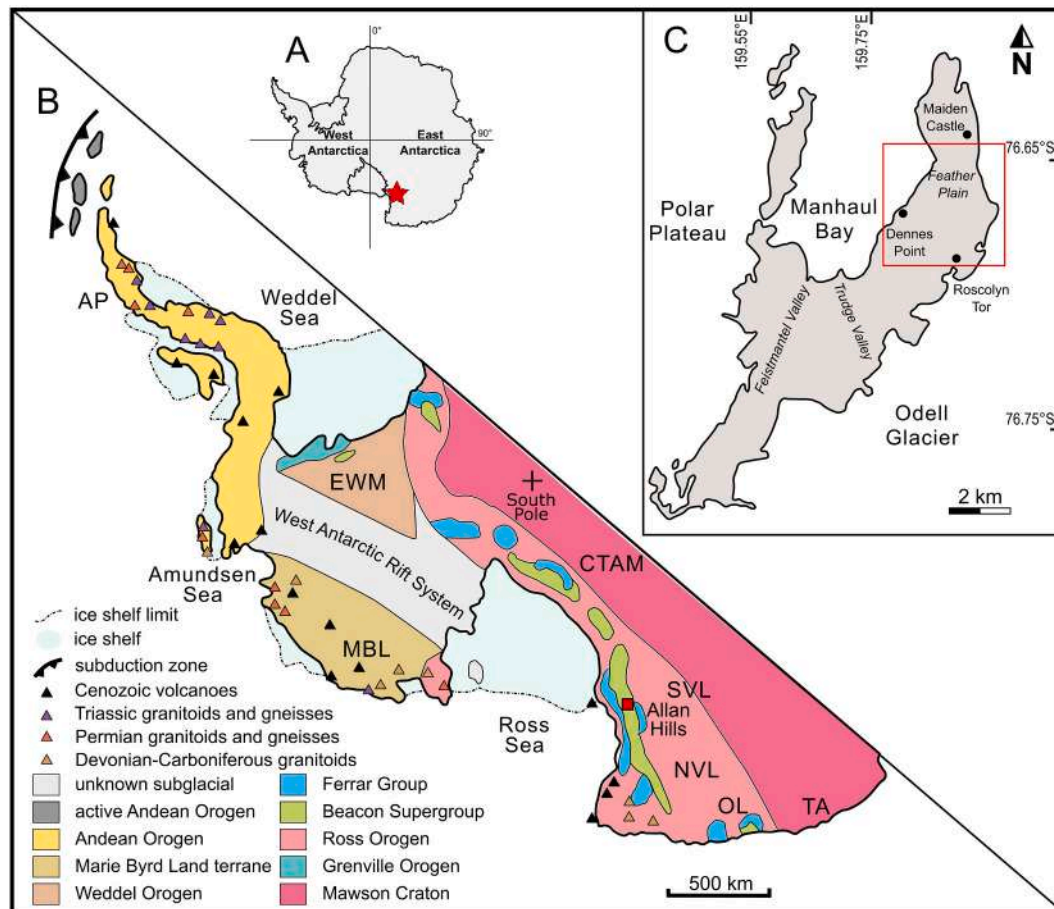 A
0°
90°
West
Antarctica
East
Antarctica
B
AP
Weddel
Sea
EWM
South
Pole
West Antarctic Rift System
CTAM
Amundsen
Sea
MBL
Ross
Sea
SVL
Allan
Hills
NVL
OL
TA
500 km
ice shelf limit
ice shelf
subduction zone
Cenozoic volcanoes
Triassic granitoids and gneisses
Permian granitoids and gneisses
Devonian-Carboniferous granitoids
unknown subglacial
active Andean Orogen
Andean Orogen
Marie Byrd Land terrane
Weddel Orogen
Ferrar Group
Beacon Supergroup
Ross Orogen
Grenville Orogen
Mawson Craton
C
159.55°E
159.75°E
N
Maiden
Castle
76.65°S
Feather
Plain
Polar
Plateau
Manhaul
Bay
Dennes
Point
Roscolyn
Tor
Feistmantel Valley
Trudge Valley
76.75°S
Odell
Glacier
2 km